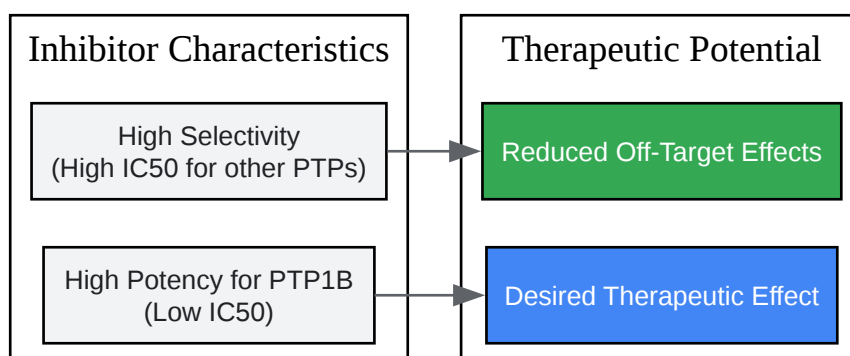 Inhibitor Characteristics
High Selectivity
(High IC50 for other PTPs)
High Potency for PTP1B
(Low IC50)
Therapeutic Potential
Reduced Off-Target Effects
Desired Therapeutic Effect